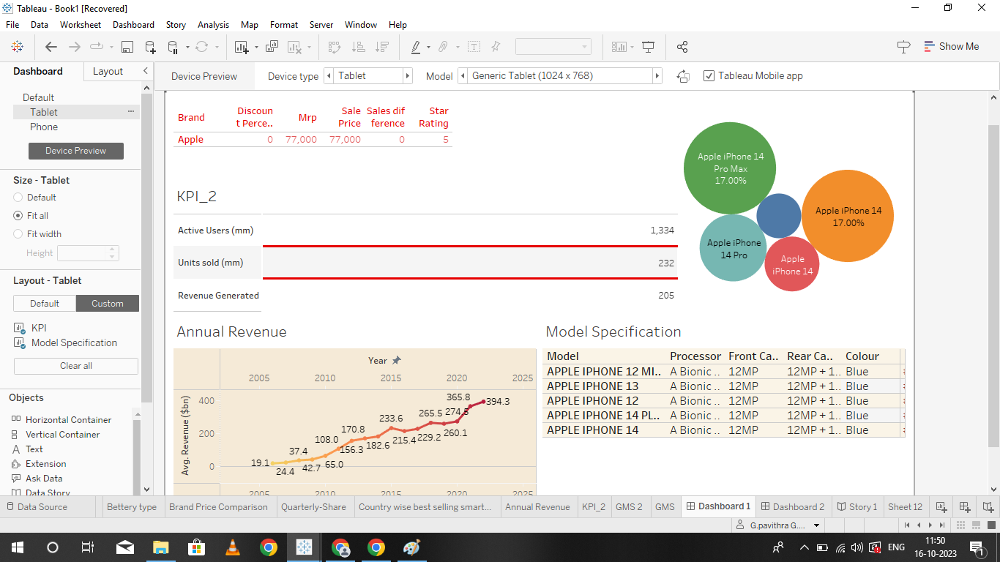 Tableau - Book1 [Recovered]
File Data Worksheet Dashboard Story Analysis Map Format Server Window Help
Show Me
Dashboard Layout
Device Preview Device type Tablet Model Generic Tablet (1024 x 768) Tableau Mobile app
Default
Tablet
Phone
Device Preview
Size - Tablet
Default
Fit all
Fit width
Height
Layout - Tablet
Default Custom
KPI
Model Specification
Clear all
Objects
Horizontal Container
Vertical Container
Text
Extension
Ask Data
Data Story
Brand Discoun t Perce.. Mrp Sale Price Sales dif ference Star Rating
Apple 0 77,000 77,000 0 5
KPI_2
Active Users (mm) 1,334
Units sold (mm) 232
Revenue Generated 205
Apple iPhone 14
Pro Max
17.00%
Apple iPhone 14
17.00%
Apple iPhone
14 Pro
Apple
iPhone 14
Annual Revenue
Year
2005 2010 2015 2020 2025
Avg. Revenue ($bn)
400
200
0
19.1
24.4
37.4
42.7
65.0
108.0
156.3
170.8
182.6
233.6
215.4
229.2
265.5
260.1
274.5
365.8
394.3
2005 2010 2015 2020 2025
Model Specification
Model Processor Front Ca.. Rear Ca.. Colour
APPLE IPHONE 12 MI.. A Bionic .. 12MP 12MP + 1.. Blue
APPLE IPHONE 13 A Bionic .. 12MP 12MP + 1.. Blue
APPLE IPHONE 12 A Bionic .. 12MP 12MP + 1.. Blue
APPLE IPHONE 14 PL.. A Bionic .. 12MP 12MP + 1.. Blue
APPLE IPHONE 14 A Bionic .. 12MP 12MP + 1.. Blue
Data Source Bettery type Brand Price Comparison Quarterly-Share Country wise best selling smart... Annual Revenue KPI_2 GMS 2 GMS Dashboard 1 Dashboard 2 Story 1 Sheet 12
G.pavithra G....
ENG
11:50
16-10-2023
1